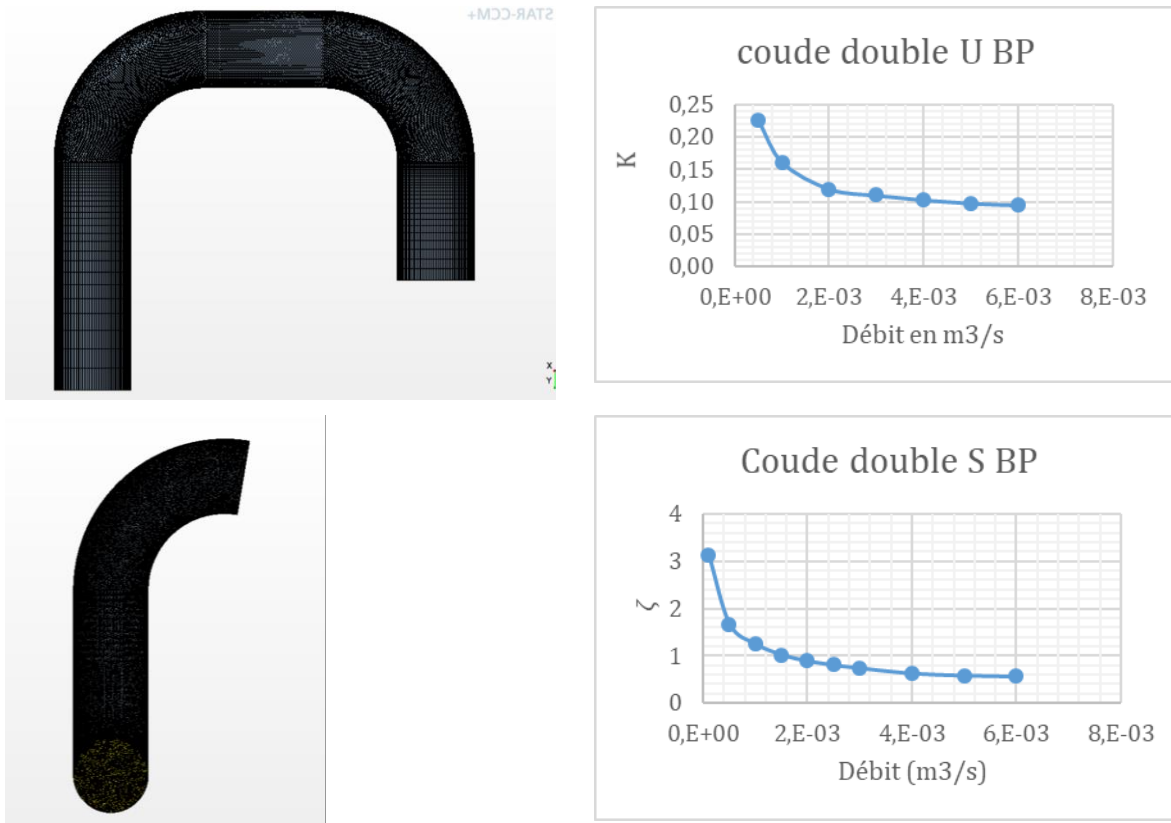 STAR-CCM+
X
Y
coude double U BP
0,25
0,20
0,15
0,10
0,05
0,00
K
0,E+00 2,E-03 4,E-03 6,E-03 8,E-03
Débit en m3/s
Coude double S BP
4
3
2
1
0
ζ
0,E+00 2,E-03 4,E-03 6,E-03 8,E-03
Débit (m3/s)